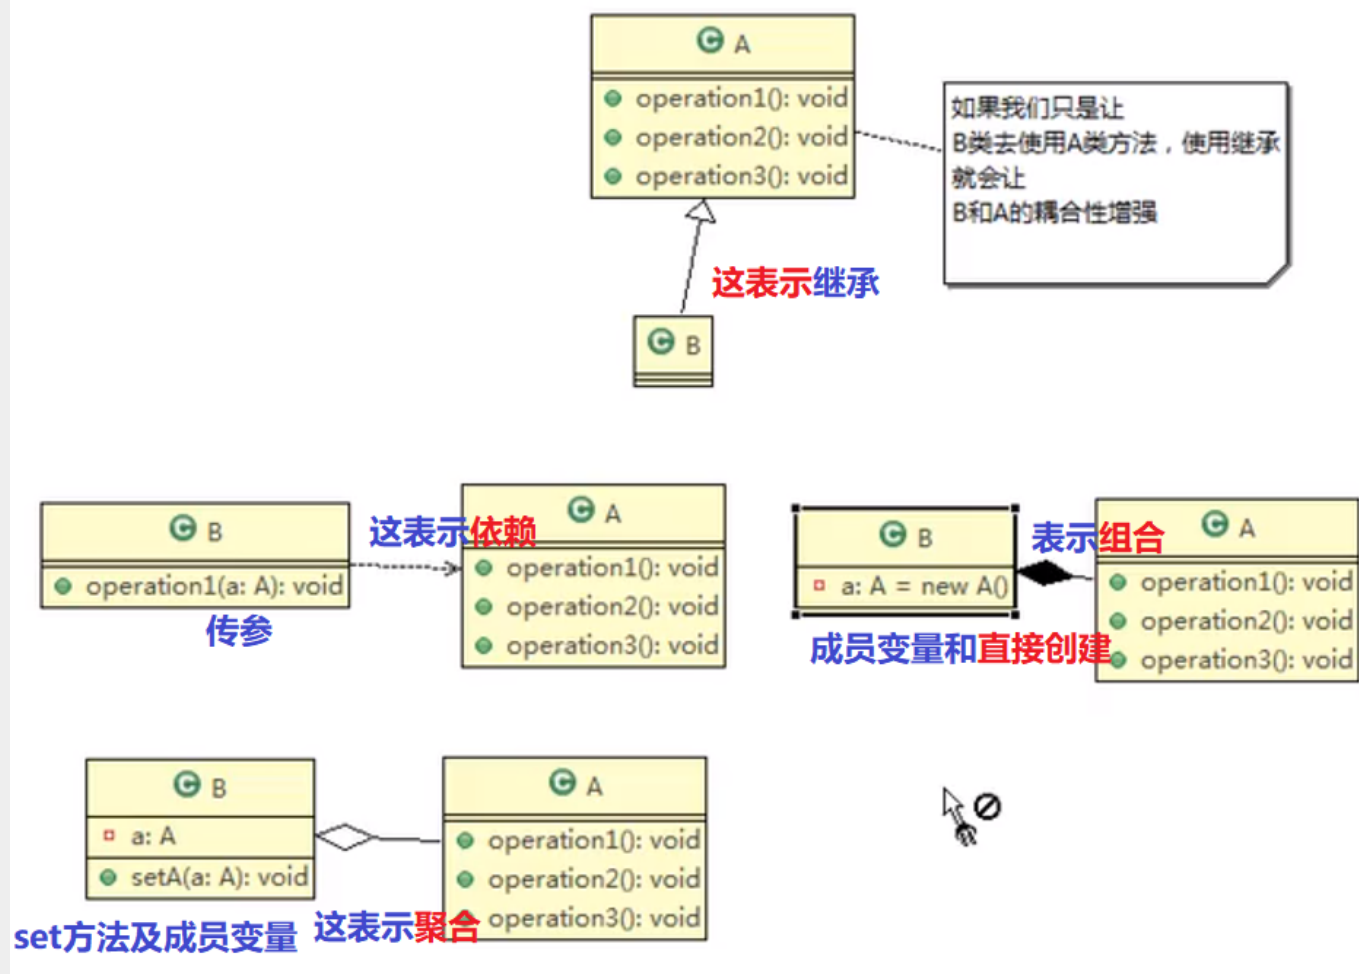 A
operation1(): void
operation2(): void
operation3(): void
如果我们只是让
B类去使用A类方法，使用继承
就会让
B和A的耦合性增强
这表示继承
B
B
operation1(a: A): void
传参
这表示依赖
A
operation1(): void
operation2(): void
operation3(): void
B
a: A = new A()
成员变量和直接创建
表示组合
A
operation1(): void
operation2(): void
operation3(): void
B
a: A
setA(a: A): void
set方法及成员变量
这表示聚合
A
operation1(): void
operation2(): void
operation3(): void